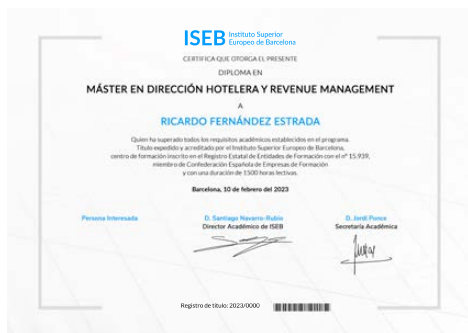 ISEB Instituto Superior
Europeo de Barcelona
CERTIFICA QUE OTORGA EL PRESENTE
DIPLOMA EN
MÁSTER EN DIRECCIÓN HOTELERA Y REVENUE MANAGEMENT
A
RICARDO FERNÁNDEZ ESTRADA
Quien ha superado todos los requisitos académicos establecidos en el programa.
Título expedido y acreditado por el Instituto Superior Europeo de Barcelona,
centro de formación inscrito en el Registro Estatal de Entidades de Formación con el nº 15.939,
miembro de Confederación Española de Empresas de Formación
y con una duración de 1500 horas lectivas.
Barcelona, 10 de febrero del 2023
Persona Interesada
D. Santiago Navarro-Rubio
Director Académico de ISEB
D. Jordi Ponce
Secretaría Académica
Registro de título: 2023/0000